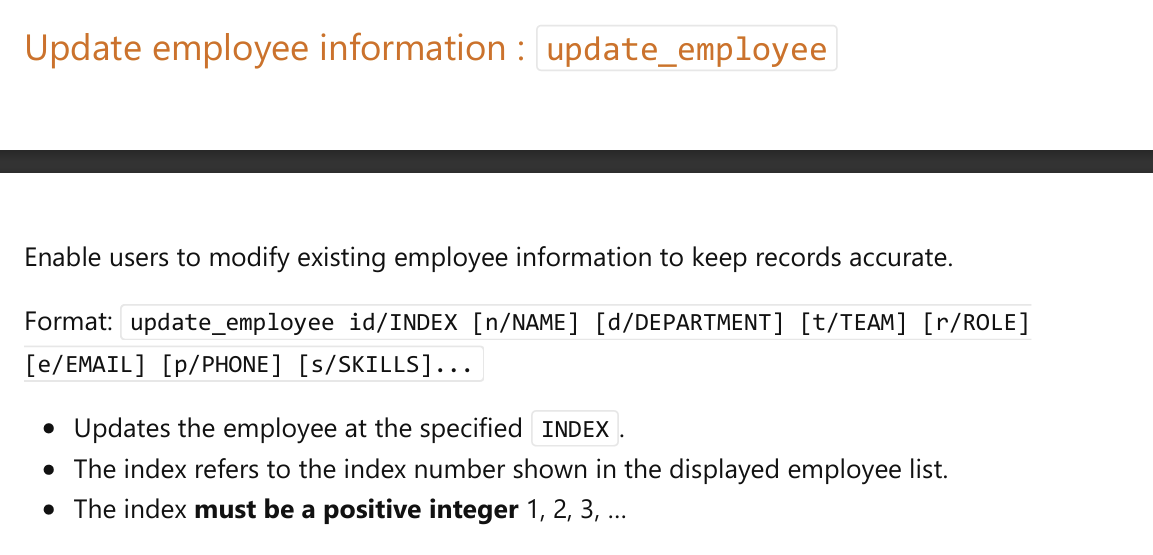 Update employee information : update_employee
Enable users to modify existing employee information to keep records accurate.
Format: update_employee id/INDEX [n/NAME] [d/DEPARTMENT] [t/TEAM] [r/ROLE]
[e/EMAIL] [p/PHONE] [s/SKILLS]...
• Updates the employee at the specified INDEX.
• The index refers to the index number shown in the displayed employee list.
• The index must be a positive integer 1, 2, 3, …